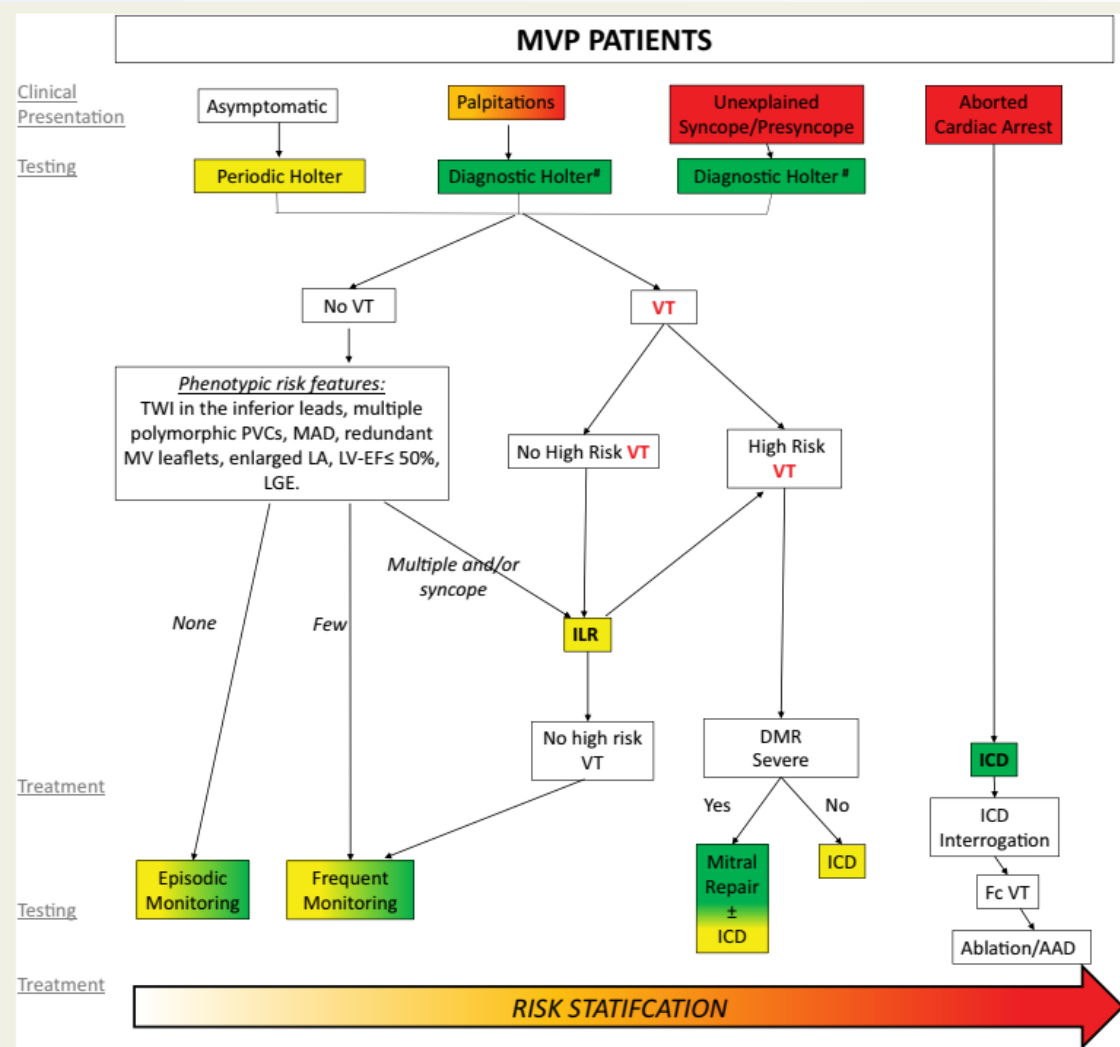 MVP PATIENTS
Clinical
Presentation
Asymptomatic
Palpitations
Unexplained
Syncope/Presyncope
Aborted
Cardiac Arrest
Testing
Periodic Holter
Diagnostic Holter#
Diagnostic Holter #
No VT
VT
Phenotypic risk features:
TWI in the inferior leads, multiple
polymorphic PVCs, MAD, redundant
MV leaflets, enlarged LA, LV-EF≤ 50%,
LGE.
No High Risk VT
High Risk
VT
Multiple and/or
syncope
None
Few
ILR
No high risk
VT
DMR
Severe
Treatment
ICD
Yes
No
ICD
Interrogation
Episodic
Monitoring
Frequent
Monitoring
Mitral
Repair
±
ICD
ICD
Testing
Fc VT
Ablation/AAD
Treatment
RISK STATIFCATION